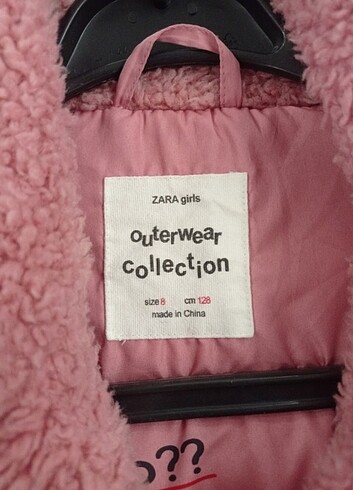 ZARA girls
outerwear
collection
size 8 cm 128
made in China
??